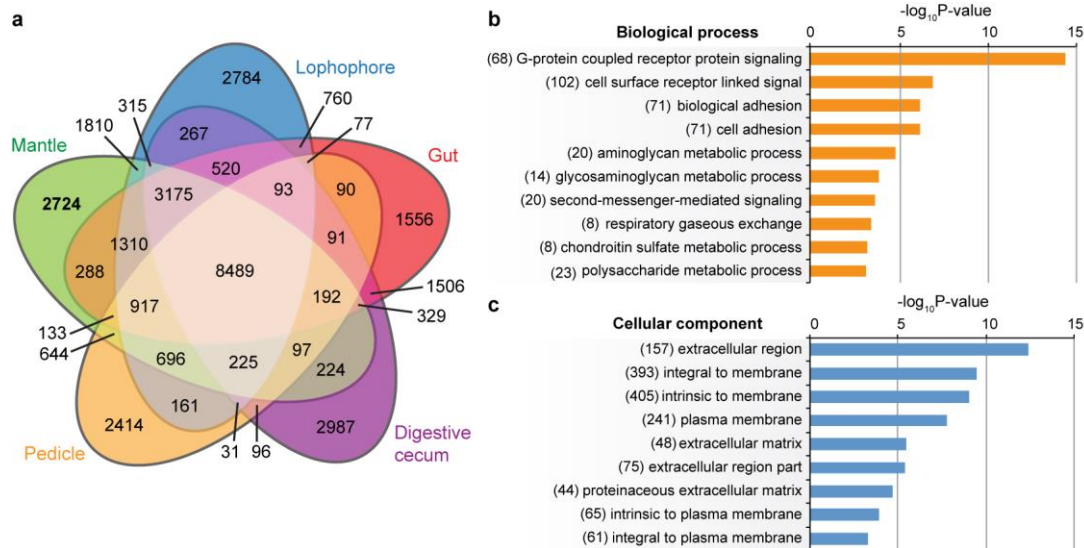 a
2784
Lophophore
315
760
1810
267
77
Mantle
Gut
520
3175
93
90
2724
1556
1310
91
288
8489
1506
917
192
329
133
644
696
225
97
224
161
2414
2987
Pedicle
31
96
Digestive
cecum
b
-log10P-value
Biological process
0 5 10 15
(68) G-protein coupled receptor protein signaling
(102) cell surface receptor linked signal
(71) biological adhesion
(71) cell adhesion
(20) aminoglycan metabolic process
(14) glycosaminoglycan metabolic process
(20) second-messenger-mediated signaling
(8) respiratory gaseous exchange
(8) chondroitin sulfate metabolic process
(23) polysaccharide metabolic process
c
-log10P-value
Cellular component
0 5 10 15
(157) extracellular region
(393) integral to membrane
(405) intrinsic to membrane
(241) plasma membrane
(48) extracellular matrix
(75) extracellular region part
(44) proteinaceous extracellular matrix
(65) intrinsic to plasma membrane
(61) integral to plasma membrane